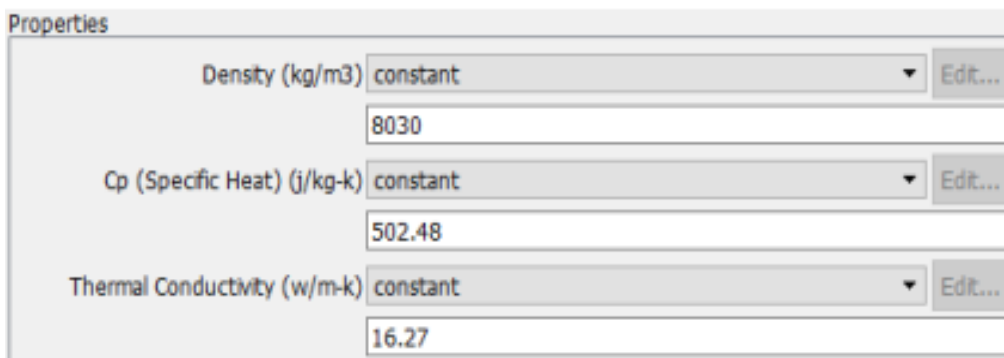 Properties
Density (kg/m3) constant Edit...
8030
Cp (Specific Heat) (j/kg-k) constant Edit...
502.48
Thermal Conductivity (w/m-k) constant Edit...
16.27